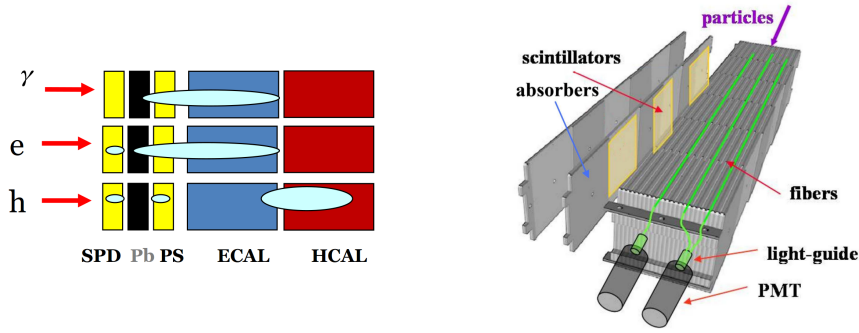 γ
e
h
SPD Pb PS ECAL HCAL
particles
scintillators
absorbers
fibers
light-guide
PMT